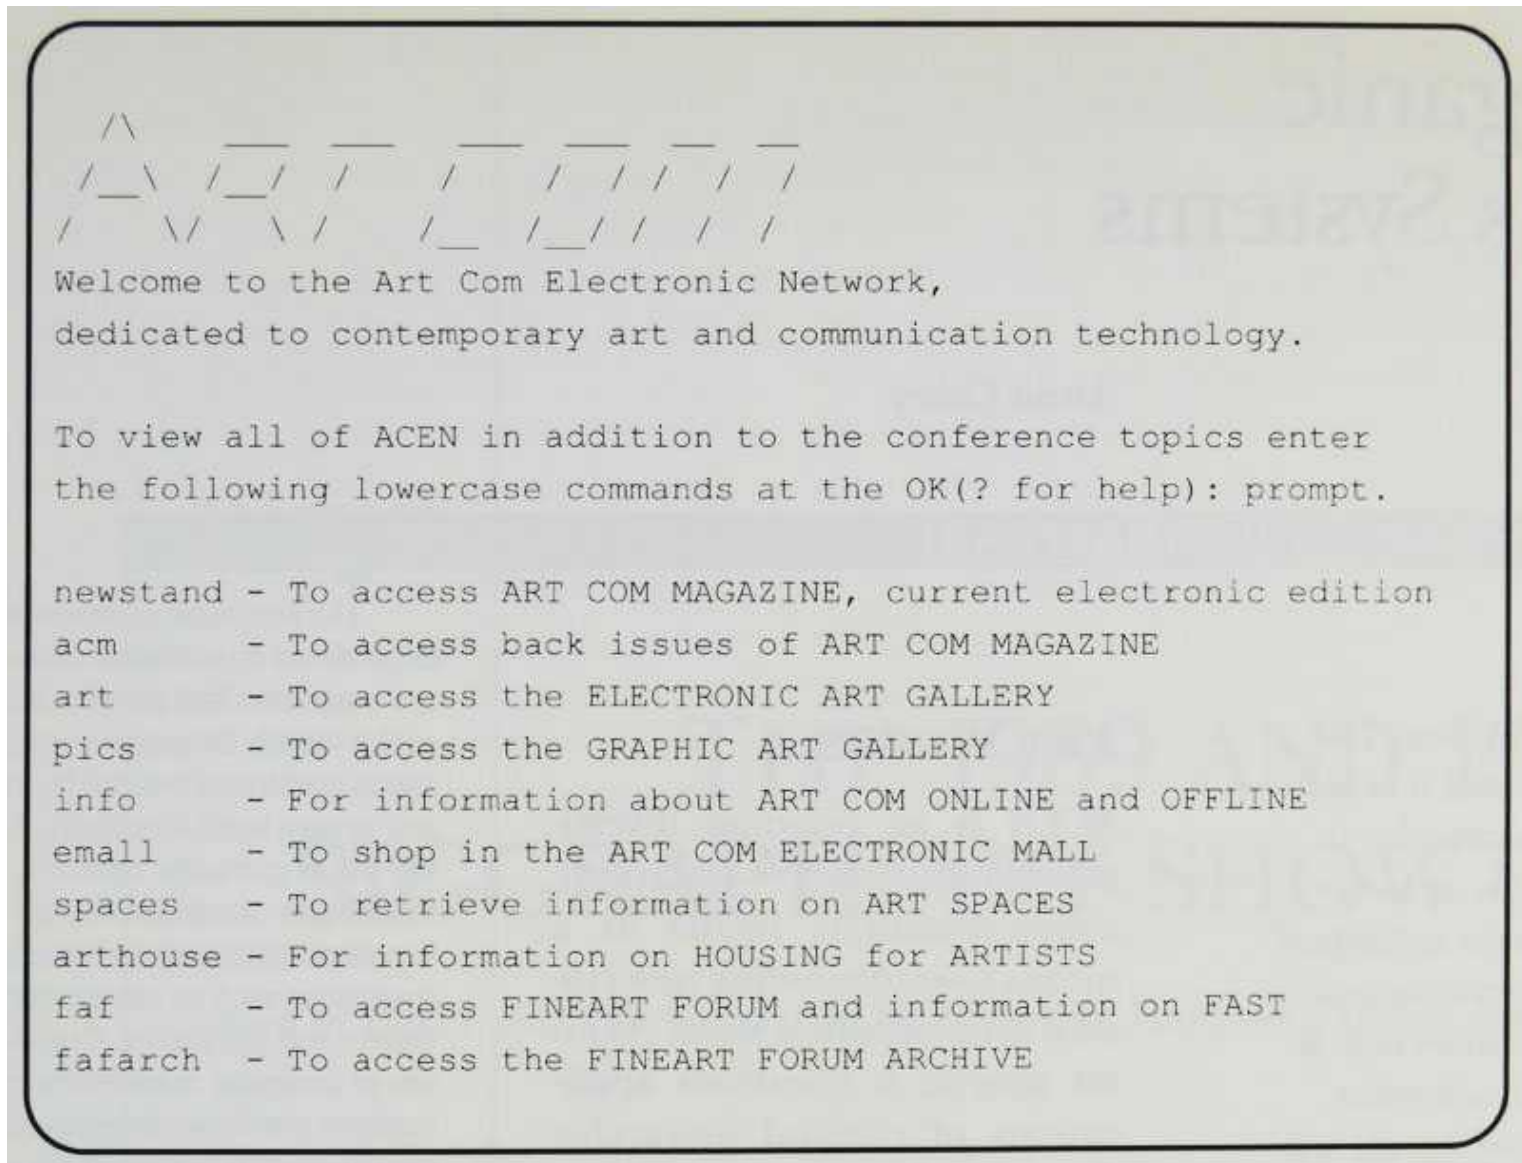 ART COM
Welcome to the Art Com Electronic Network,
dedicated to contemporary art and communication technology.
To view all of ACEN in addition to the conference topics enter
the following lowercase commands at the OK(? for help): prompt.
newstand - To access ART COM MAGAZINE, current electronic edition
acm - To access back issues of ART COM MAGAZINE
art - To access the ELECTRONIC ART GALLERY
pics - To access the GRAPHIC ART GALLERY
info - For information about ART COM ONLINE and OFFLINE
emall - To shop in the ART COM ELECTRONIC MALL
spaces - To retrieve information on ART SPACES
arthouse - For information on HOUSING for ARTISTS
faf - To access FINEART FORUM and information on FAST
fafarch - To access the FINEART FORUM ARCHIVE